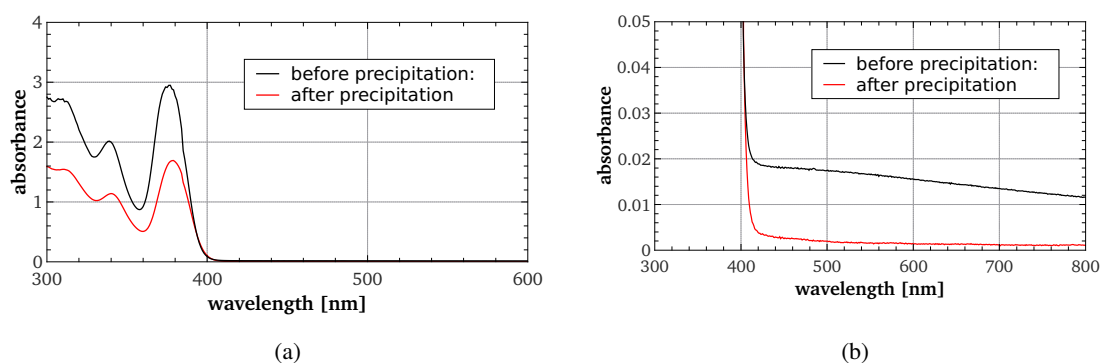 4
3
2
1
0
300 400 500 600
absorbance
wavelength [nm]
before precipitation:
after precipitation
(a)
0.05
0.04
0.03
0.02
0.01
0
300 400 500 600 700 800
absorbance
wavelength [nm]
before precipitation:
after precipitation
(b)